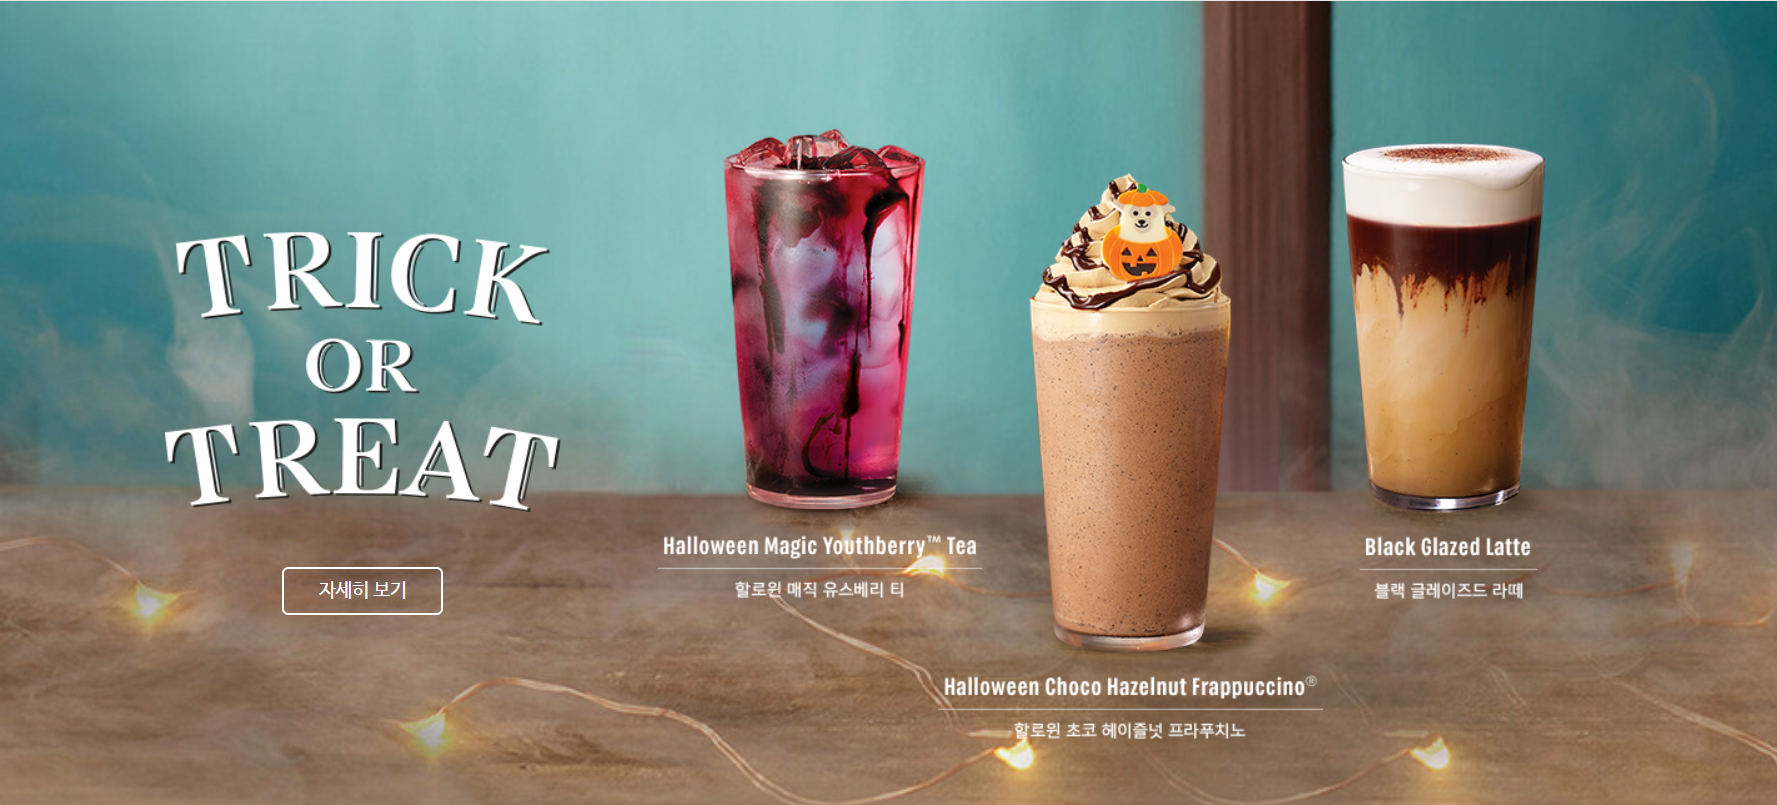 TRICK
OR
TREAT
자세히 보기
Halloween Magic Youthberry™ Tea
할로윈 매직 유스베리 티
Halloween Choco Hazelnut Frappuccino®
할로윈 초코 헤이즐넛 프라푸치노
Black Glazed Latte
블랙 글레이즈드 라떼